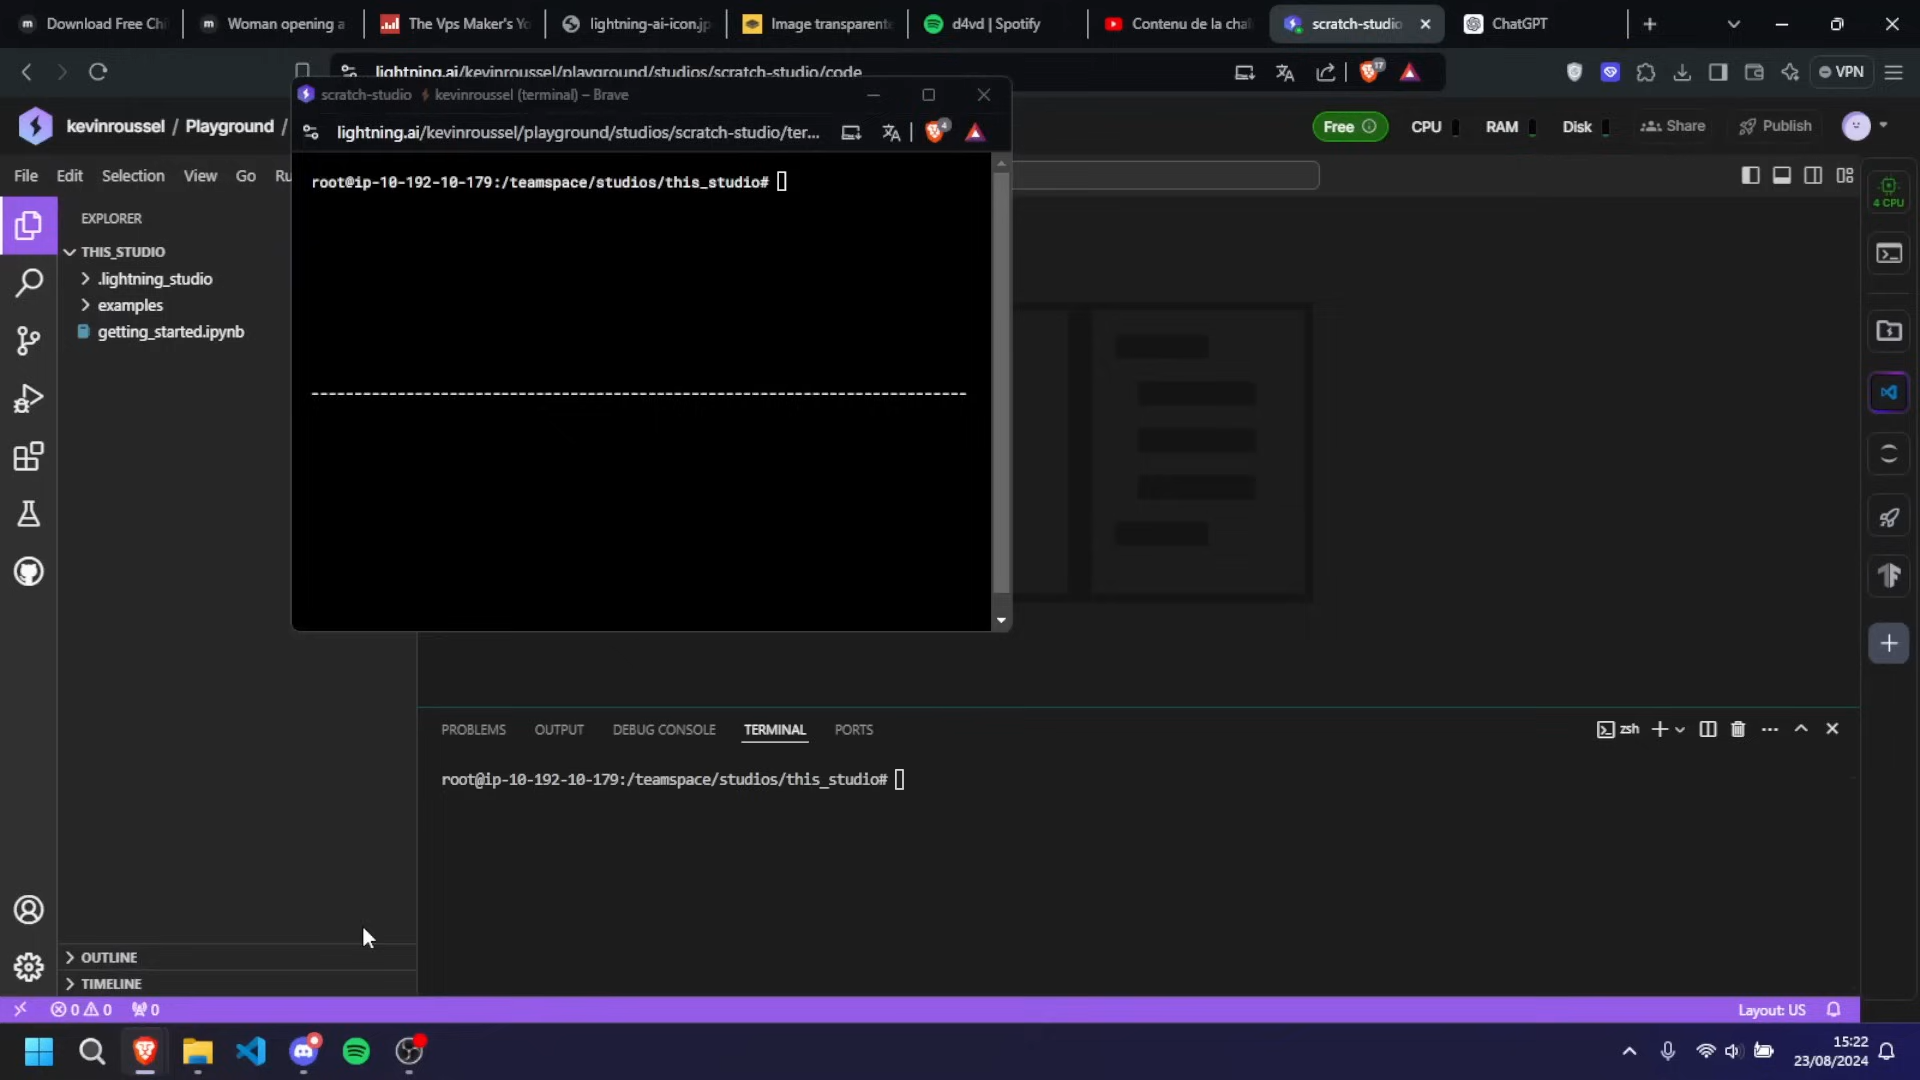 Download Free Chi
Woman opening a
The Vps Maker's Yo
lightning-ai-icon.jp
Image transparente
d4vd | Spotify
Contenu de la cha
scratch-studio
ChatGPT
lightning.ai/kevinroussel/playground/studios/scratch-studio/code
17
VPN
scratch-studio kevinroussel (terminal) – Brave
kevinroussel / Playground /
Free
CPU
RAM
Disk
Share
Publish
lightning.ai/kevinroussel/playground/studios/scratch-studio/ter...
4
File Edit Selection View Go Ru
root@ip-10-192-10-179:/teamspace/studios/this_studio#
4 CPU
EXPLORER
THIS_STUDIO
.lightning_studio
examples
getting_started.ipynb
--------------------------------------------------------------------------------
PROBLEMS OUTPUT DEBUG CONSOLE TERMINAL PORTS
zsh
root@ip-10-192-10-179:/teamspace/studios/this_studio#
OUTLINE
TIMELINE
0 0 0
Layout: US
15:22
23/08/2024